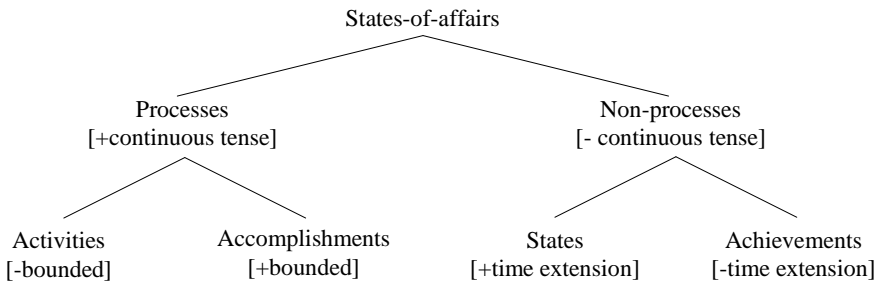 States-of-affairs
Processes
[+continuous tense]
Non-processes
[- continuous tense]
Activities
[-bounded]
Accomplishments
[+bounded]
States
[+time extension]
Achievements
[-time extension]